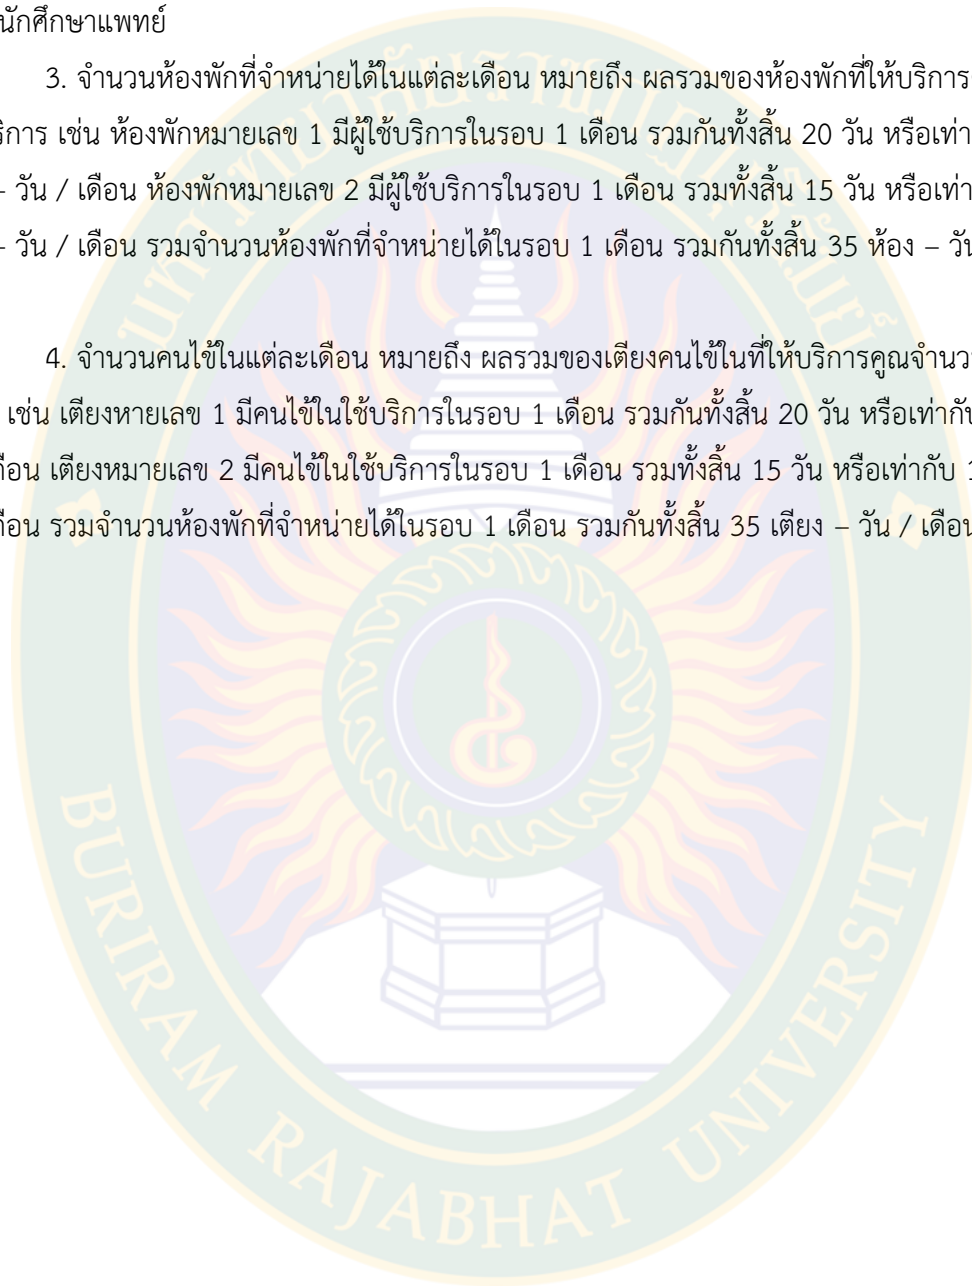 นักศึกษาแพทย์
3. จำนวนห้องพักที่จำหน่ายได้ในแต่ละเดือน หมายถึง ผลรวมของห้องพักที่ให้บริการ
ริการ เช่น ห้องพักหมายเลข 1 มีผู้ใช้บริการในรอบ 1 เดือน รวมกันทั้งสิ้น 20 วัน หรือเท่า
– วัน / เดือน ห้องพักหมายเลข 2 มีผู้ใช้บริการในรอบ 1 เดือน รวมทั้งสิ้น 15 วัน หรือเท่า
– วัน / เดือน รวมจำนวนห้องพักที่จำหน่ายได้ในรอบ 1 เดือน รวมกันทั้งสิ้น 35 ห้อง – วัน
4. จำนวนคนไข้ในแต่ละเดือน หมายถึง ผลรวมของเตียงคนไข้ในที่ให้บริการคูณจำนว
เช่น เตียงหายเลข 1 มีคนไข้ในใช้บริการในรอบ 1 เดือน รวมกันทั้งสิ้น 20 วัน หรือเท่ากับ
ดือน เตียงหมายเลข 2 มีคนไข้ในใช้บริการในรอบ 1 เดือน รวมทั้งสิ้น 15 วัน หรือเท่ากับ 1
ดือน รวมจำนวนห้องพักที่จำหน่ายได้ในรอบ 1 เดือน รวมกันทั้งสิ้น 35 เตียง – วัน / เดือน
มหาวิทยาลัยราชภัฏบุรีรัมย์
BURIRAM RAJABHAT UNIVERSITY